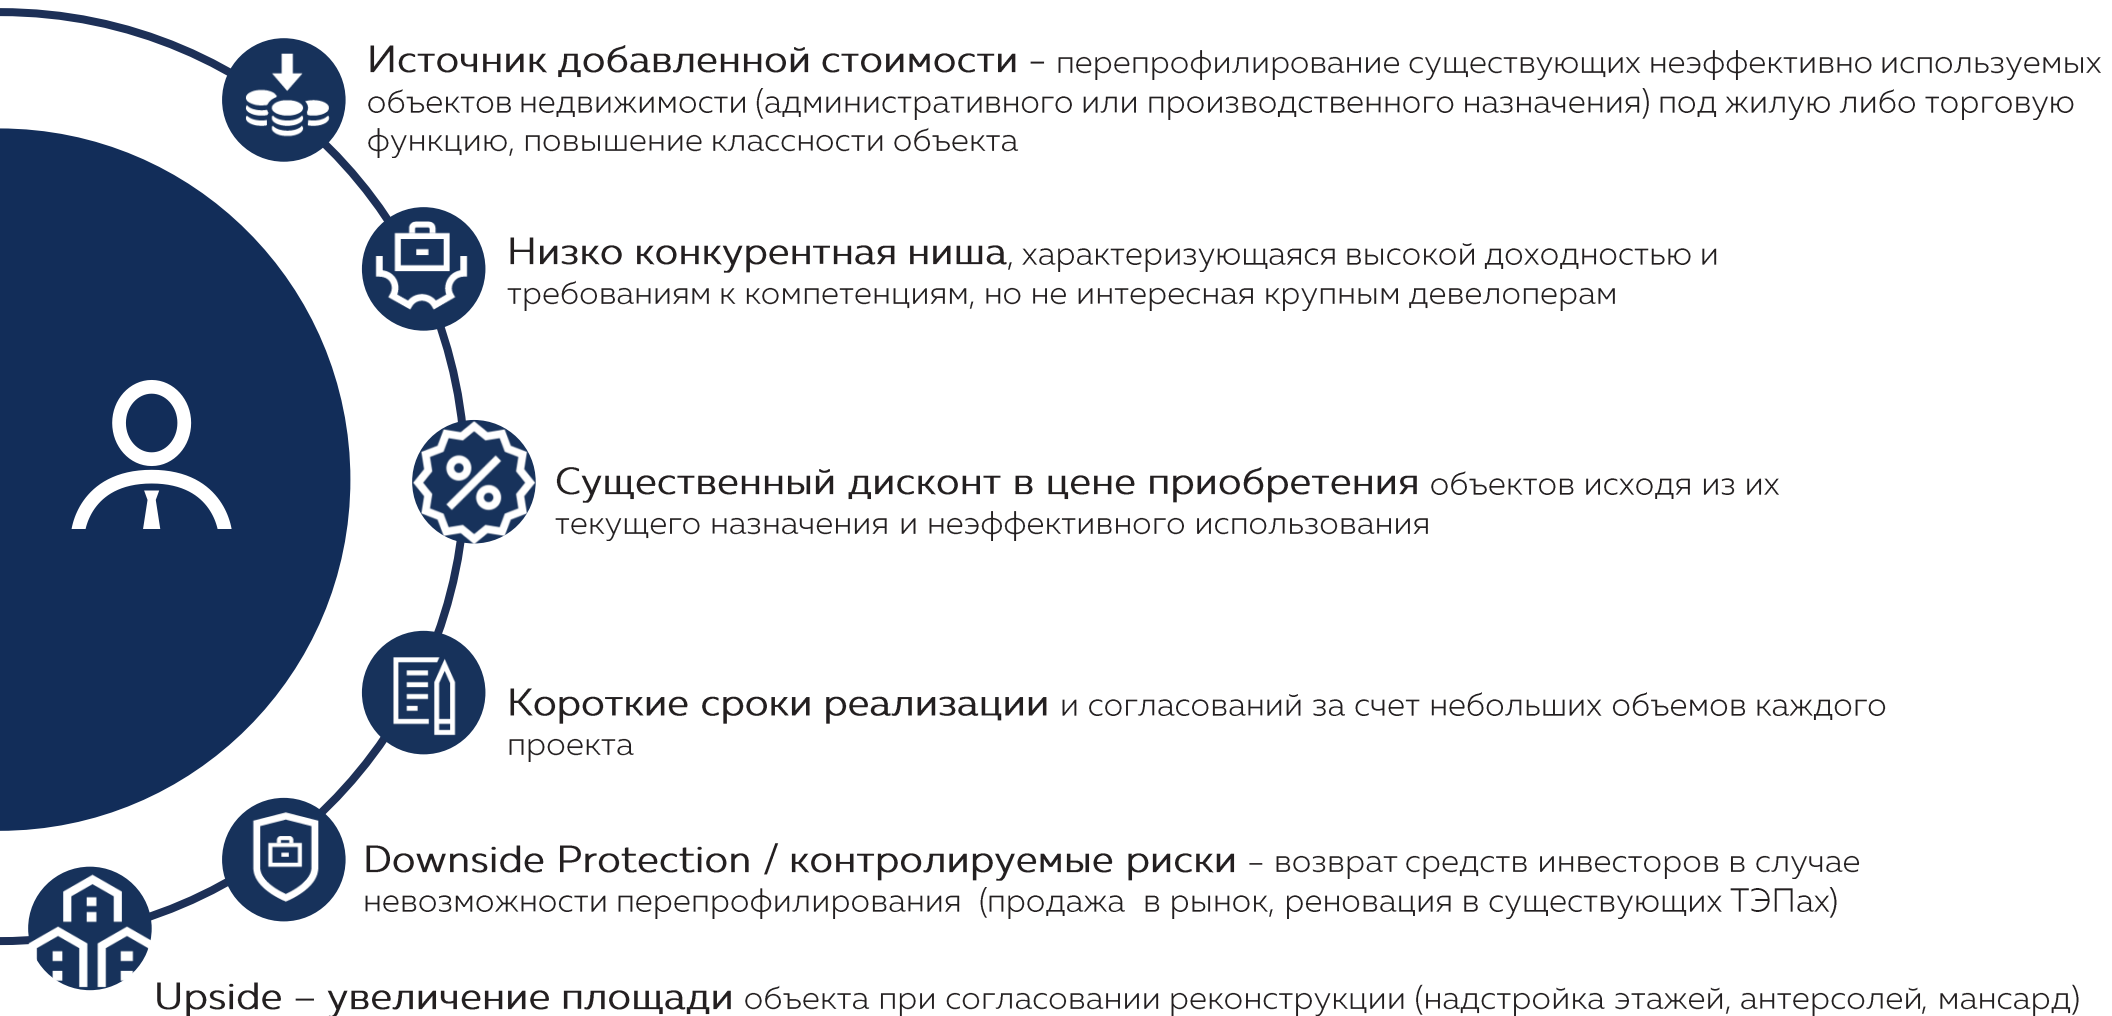 Источник добавленной стоимости – перепрофилирование существующих неэффективно используемых
объектов недвижимости (административного или производственного назначения) под жилую либо торговую
функцию, повышение классности объекта
Низко конкурентная ниша, характеризующаяся высокой доходностью и
требованиям к компетенциям, но не интересная крупным девелоперам
Существенный дисконт в цене приобретения объектов исходя из их
текущего назначения и неэффективного использования
Короткие сроки реализации и согласований за счет небольших объемов каждого
проекта
Downside Protection / контролируемые риски – возврат средств инвесторов в случае
невозможности перепрофилирования (продажа в рынок, реновация в существующих ТЭПах)
Upside – увеличение площади объекта при согласовании реконструкции (надстройка этажей, антерсолей, мансард)